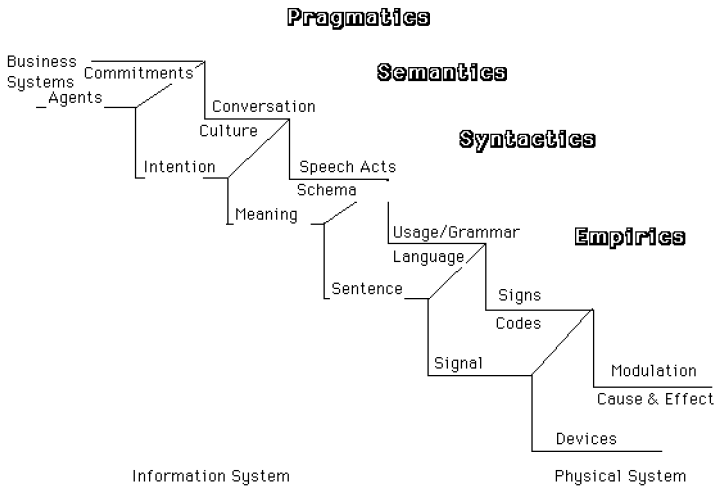 Pragmatics
Business
Systems
Commitments
Semantics
Agents
Conversation
Culture
Syntactics
Intention
Speech Acts
Schema
Meaning
Usage/Grammar
Empirics
Language
Sentence
Signs
Codes
Signal
Modulation
Cause & Effect
Devices
Information System
Physical System